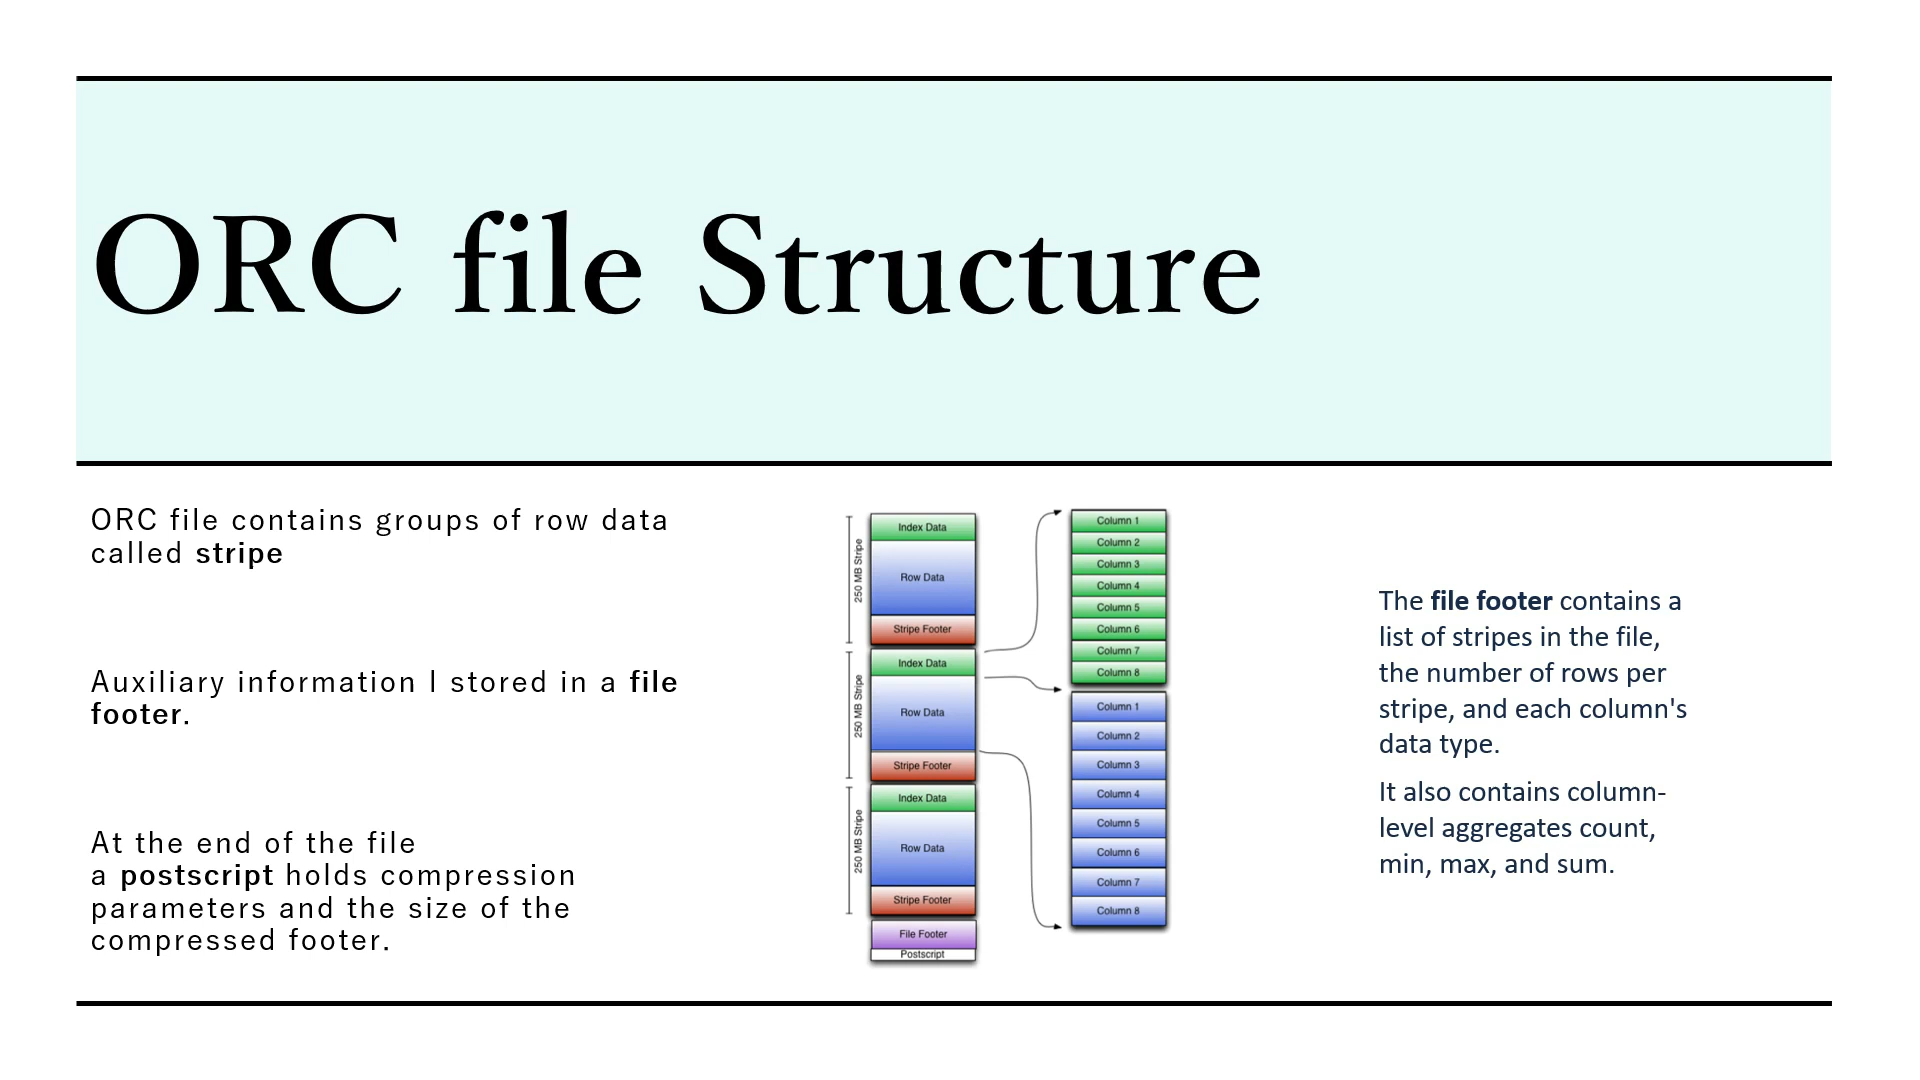 ORC file Structure
ORC file contains groups of row data
called stripe
Auxiliary information I stored in a file
footer.
At the end of the file
a postscript holds compression
parameters and the size of the
compressed footer.
250 MB Stripe
Index Data
Row Data
Stripe Footer
250 MB Stripe
Index Data
Row Data
Stripe Footer
250 MB Stripe
Index Data
Row Data
Stripe Footer
File Footer
Postscript
Column 1
Column 2
Column 3
Column 4
Column 5
Column 6
Column 7
Column 8
Column 1
Column 2
Column 3
Column 4
Column 5
Column 6
Column 7
Column 8
The file footer contains a
list of stripes in the file,
the number of rows per
stripe, and each column's
data type.
It also contains column-
level aggregates count,
min, max, and sum.